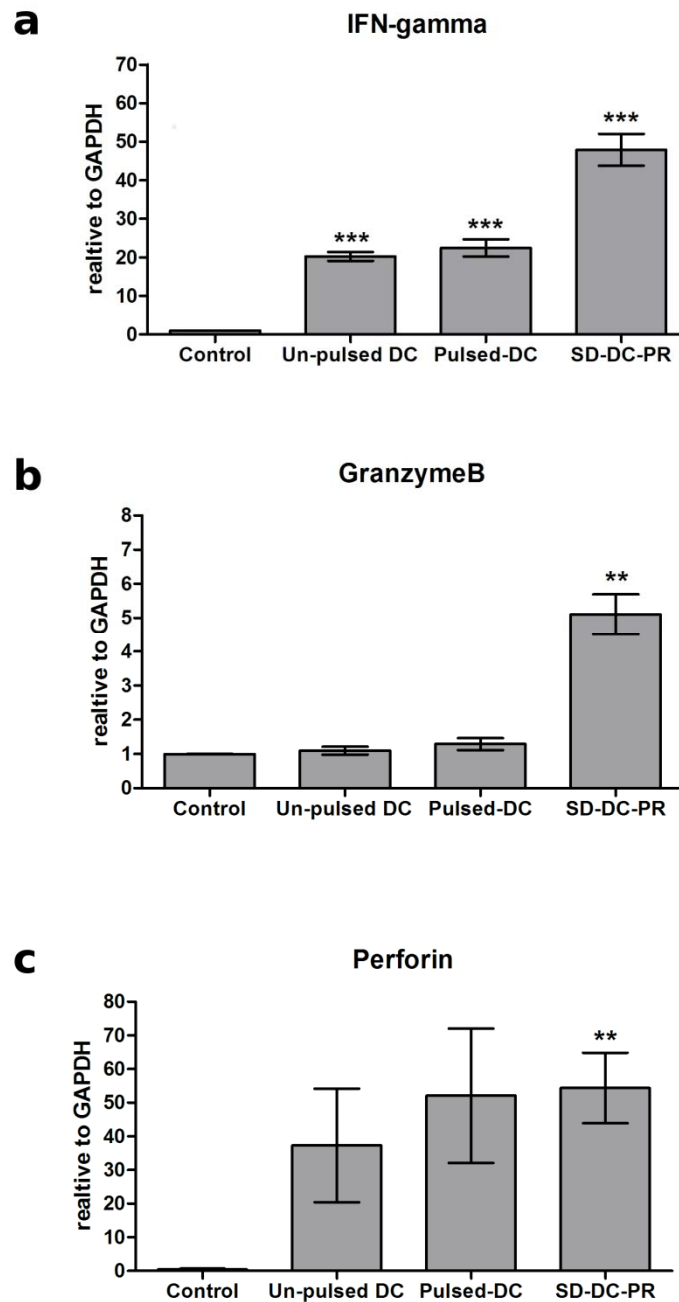 a
IFN-gamma
realtive to GAPDH
70
60
50
40
30
20
10
0
***
***
***
Control Un-pulsed DC Pulsed-DC SD-DC-PR
b
GranzymeB
realtive to GAPDH
8
7
6
5
4
3
2
1
0
**
Control Un-pulsed DC Pulsed-DC SD-DC-PR
c
Perforin
realtive to GAPDH
80
70
60
50
40
30
20
10
0
**
Control Un-pulsed DC Pulsed-DC SD-DC-PR